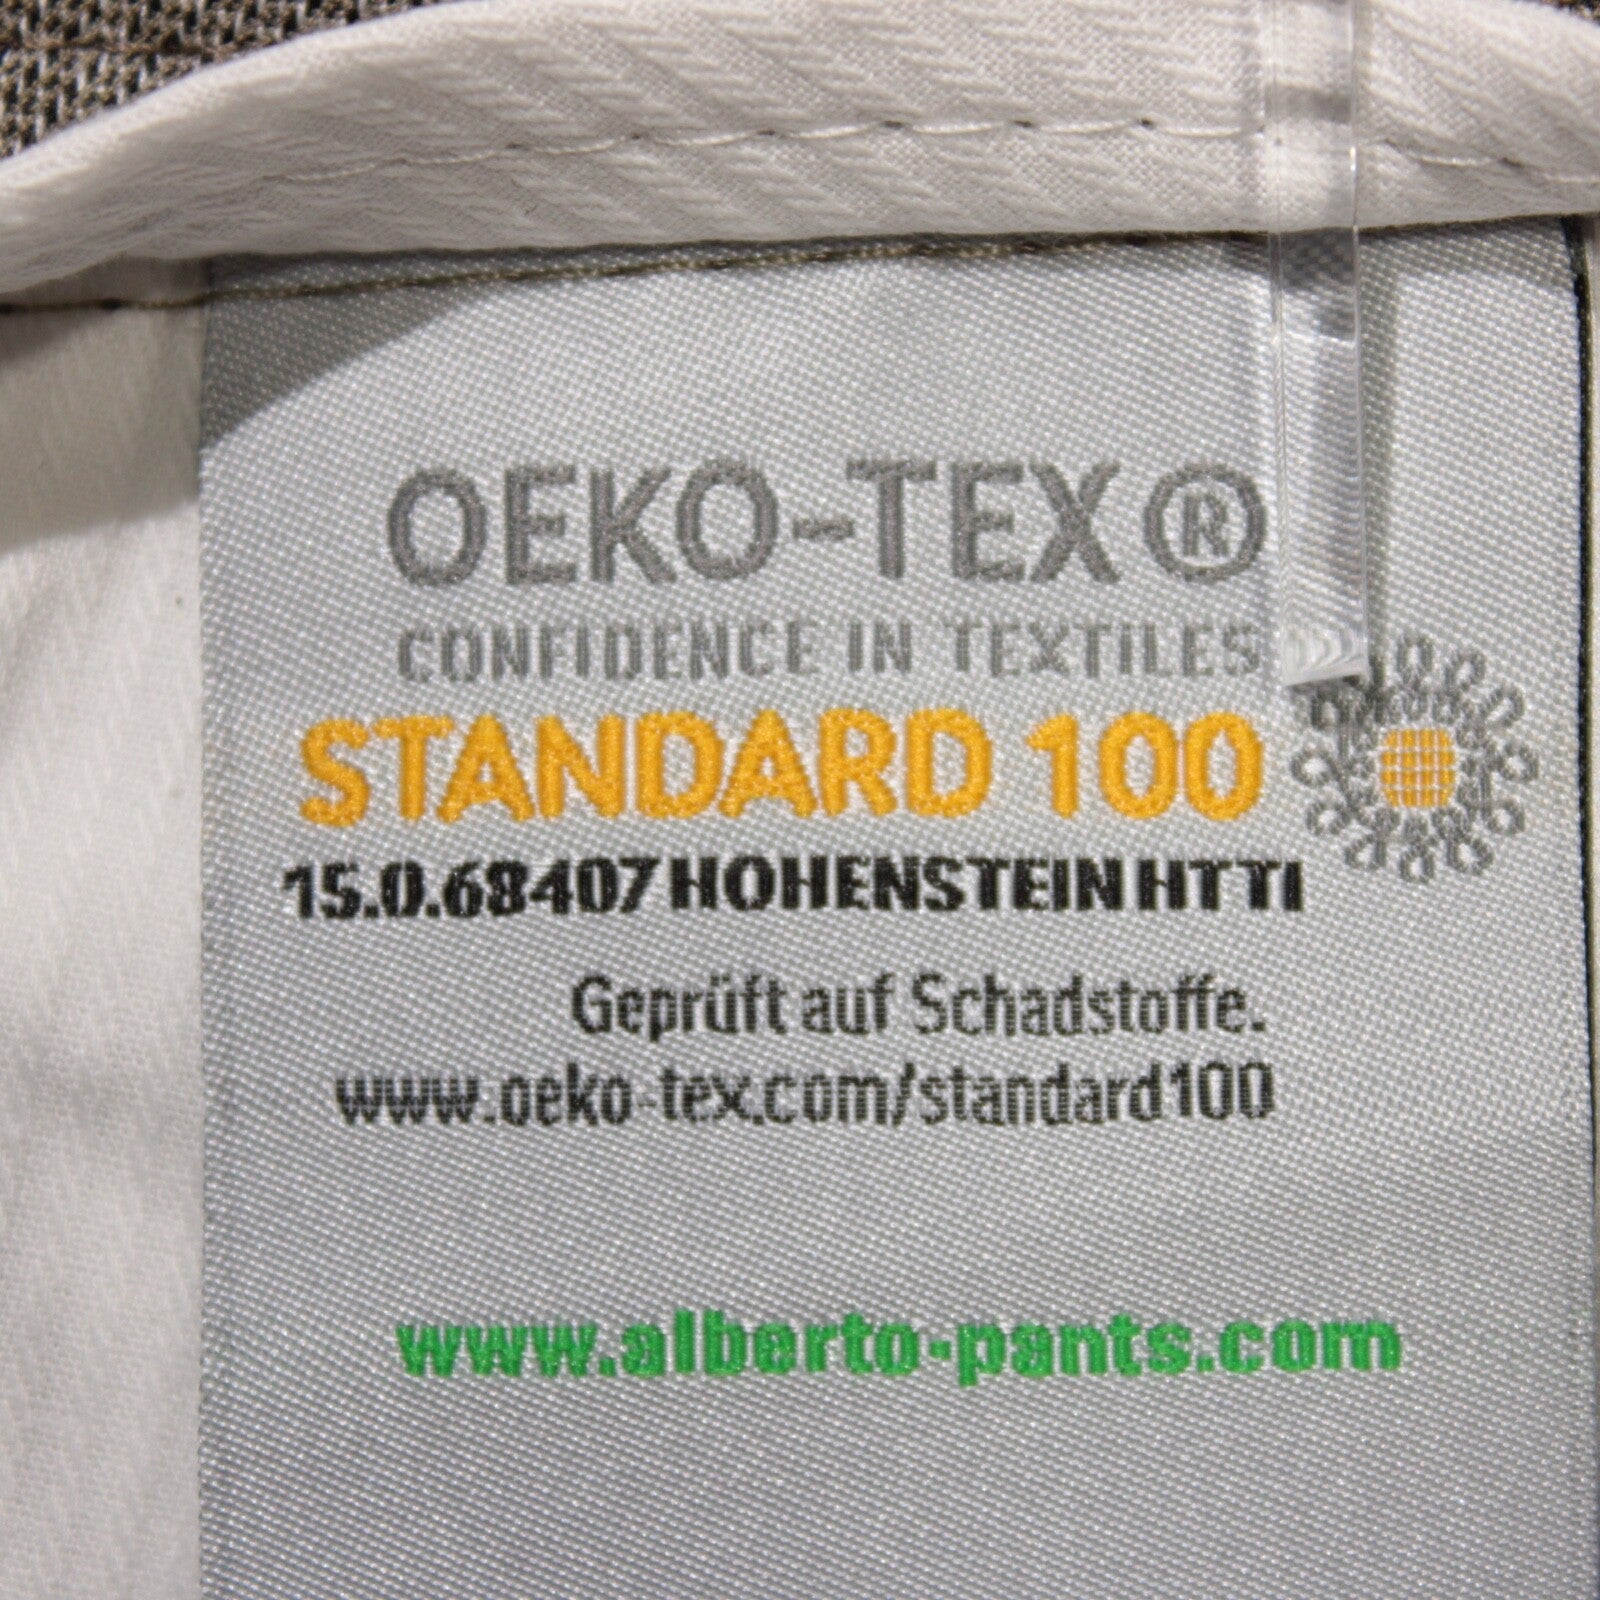 OEKO-TEX®
CONFIDENCE IN TEXTILES
STANDARD 100
15.0.68407 HOHENSTEIN HTTI
Geprüft auf Schadstoffe.
www.oeko-tex.com/standard100
www.alberto-pants.com